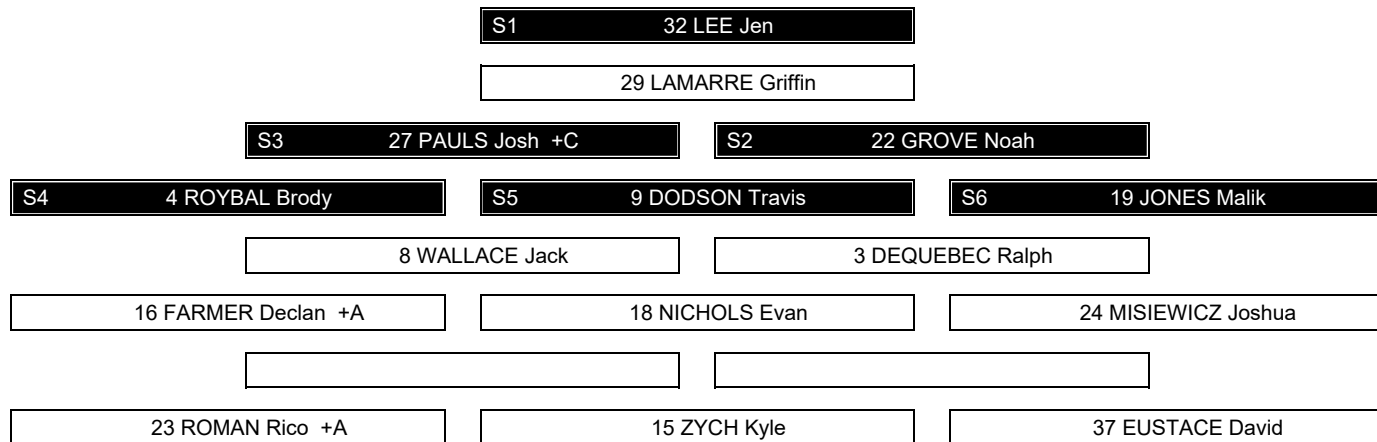 S1 32 LEE Jen
29 LAMARRE Griffin
S3 27 PAULS Josh +C S2 22 GROVE Noah
S4 4 ROYBAL Brody S5 9 DODSON Travis S6 19 JONES Malik
8 WALLACE Jack 3 DEQUEBEC Ralph
16 FARMER Declan +A 18 NICHOLS Evan 24 MISIEWICZ Joshua
23 ROMAN Rico +A 15 ZYCH Kyle 37 EUSTACE David